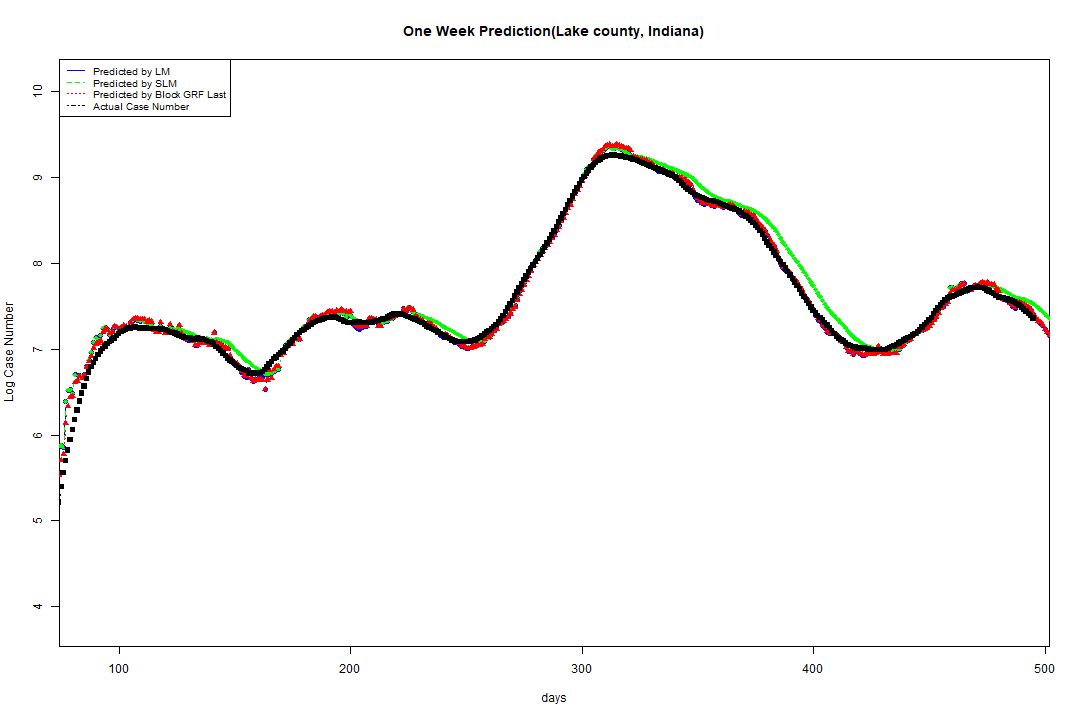 One Week Prediction(Lake county, Indiana)
Predicted by LM
Predicted by SLM
Predicted by Block GRF Last
Actual Case Number
10
9
8
7
6
5
4
Log Case Number
100 200 300 400 500
days